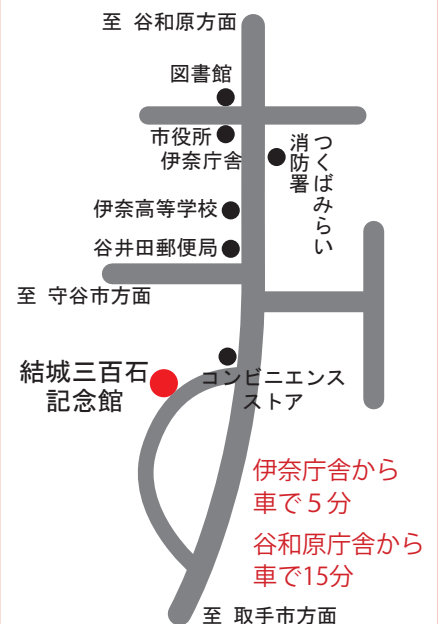 至 谷和原方面
図書館
市役所
伊奈庁舎
つくばみらい
消防署
伊奈高等学校
谷井田郵便局
至 守谷市方面
結城三百石
記念館
コンビニエンス
ストア
伊奈庁舎から
車で5分
谷和原庁舎から
車で15分
至 取手市方面